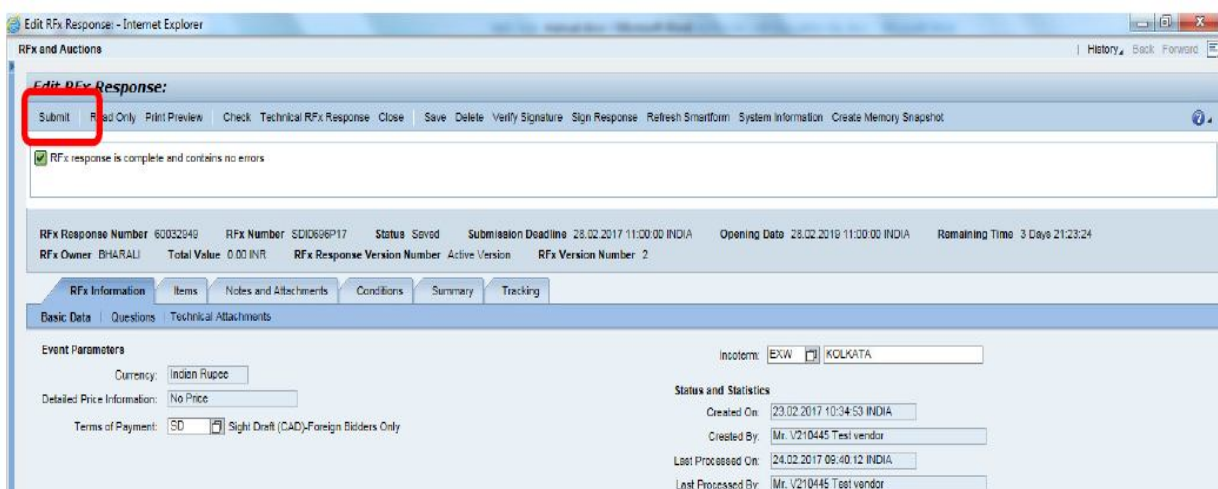 Edit RFx Response: - Internet Explorer
RFx and Auctions
History Back Forward
Edit RFx Response:
Submit Read Only Print Preview Check Technical RFx Response Close Save Delete Verify Signature Sign Response Refresh Smartform System Information Create Memory Snapshot
RFx response is complete and contains no errors
RFx Response Number 60032949 RFx Number SDI0696P17 Status Saved Submission Deadline 28.02.2017 11:00:00 INDIA Opening Date 28.02.2019 11:00:00 INDIA Remaining Time 3 Days 21:23:24
RFx Owner BHARALI Total Value 0.00 INR RFx Response Version Number Active Version RFx Version Number 2
RFx Information Items Notes and Attachments Conditions Summary Tracking
Basic Data Questions Technical Attachments
Event Parameters
Incoterm: EXW KOLKATA
Currency: Indian Rupee
Status and Statistics
Detailed Price Information: No Price
Created On: 23.02.2017 10:34:53 INDIA
Terms of Payment: SD Sight Draft (CAD)-Foreign Bidders Only
Created By: Mr. V210445 Test vendor
Last Processed On: 24.02.2017 09:40:12 INDIA
Last Processed By: Mr. V210445 Test vendor